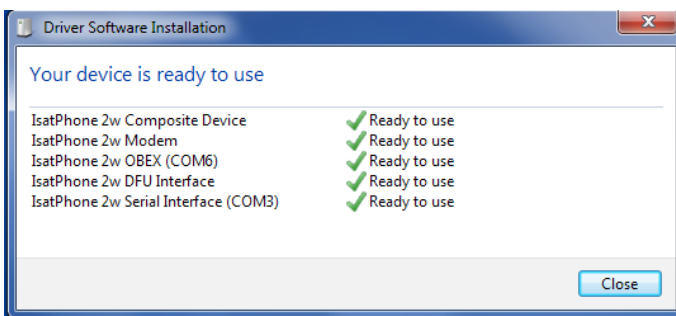 Driver Software Installation
Your device is ready to use
IsatPhone 2w Composite Device Ready to use
IsatPhone 2w Modem Ready to use
IsatPhone 2w OBEX (COM6) Ready to use
IsatPhone 2w DFU Interface Ready to use
IsatPhone 2w Serial Interface (COM3) Ready to use
Close